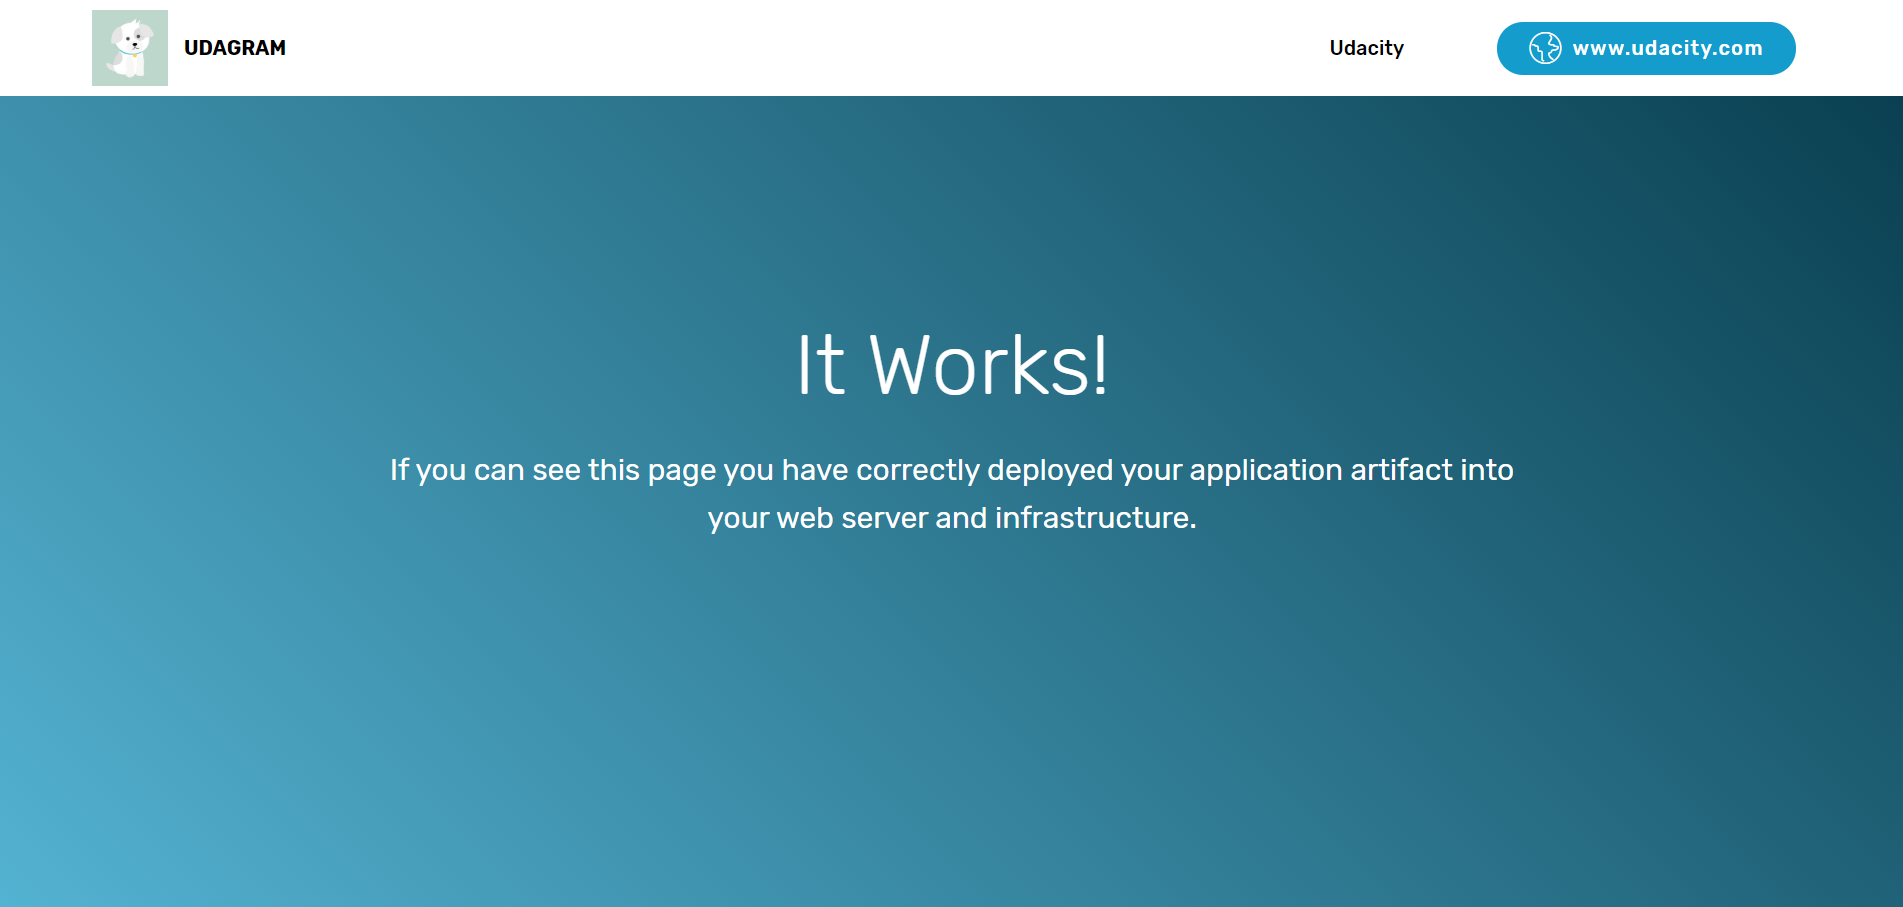 UDAGRAM
Udacity
www.udacity.com
It Works!
If you can see this page you have correctly deployed your application artifact into
your web server and infrastructure.